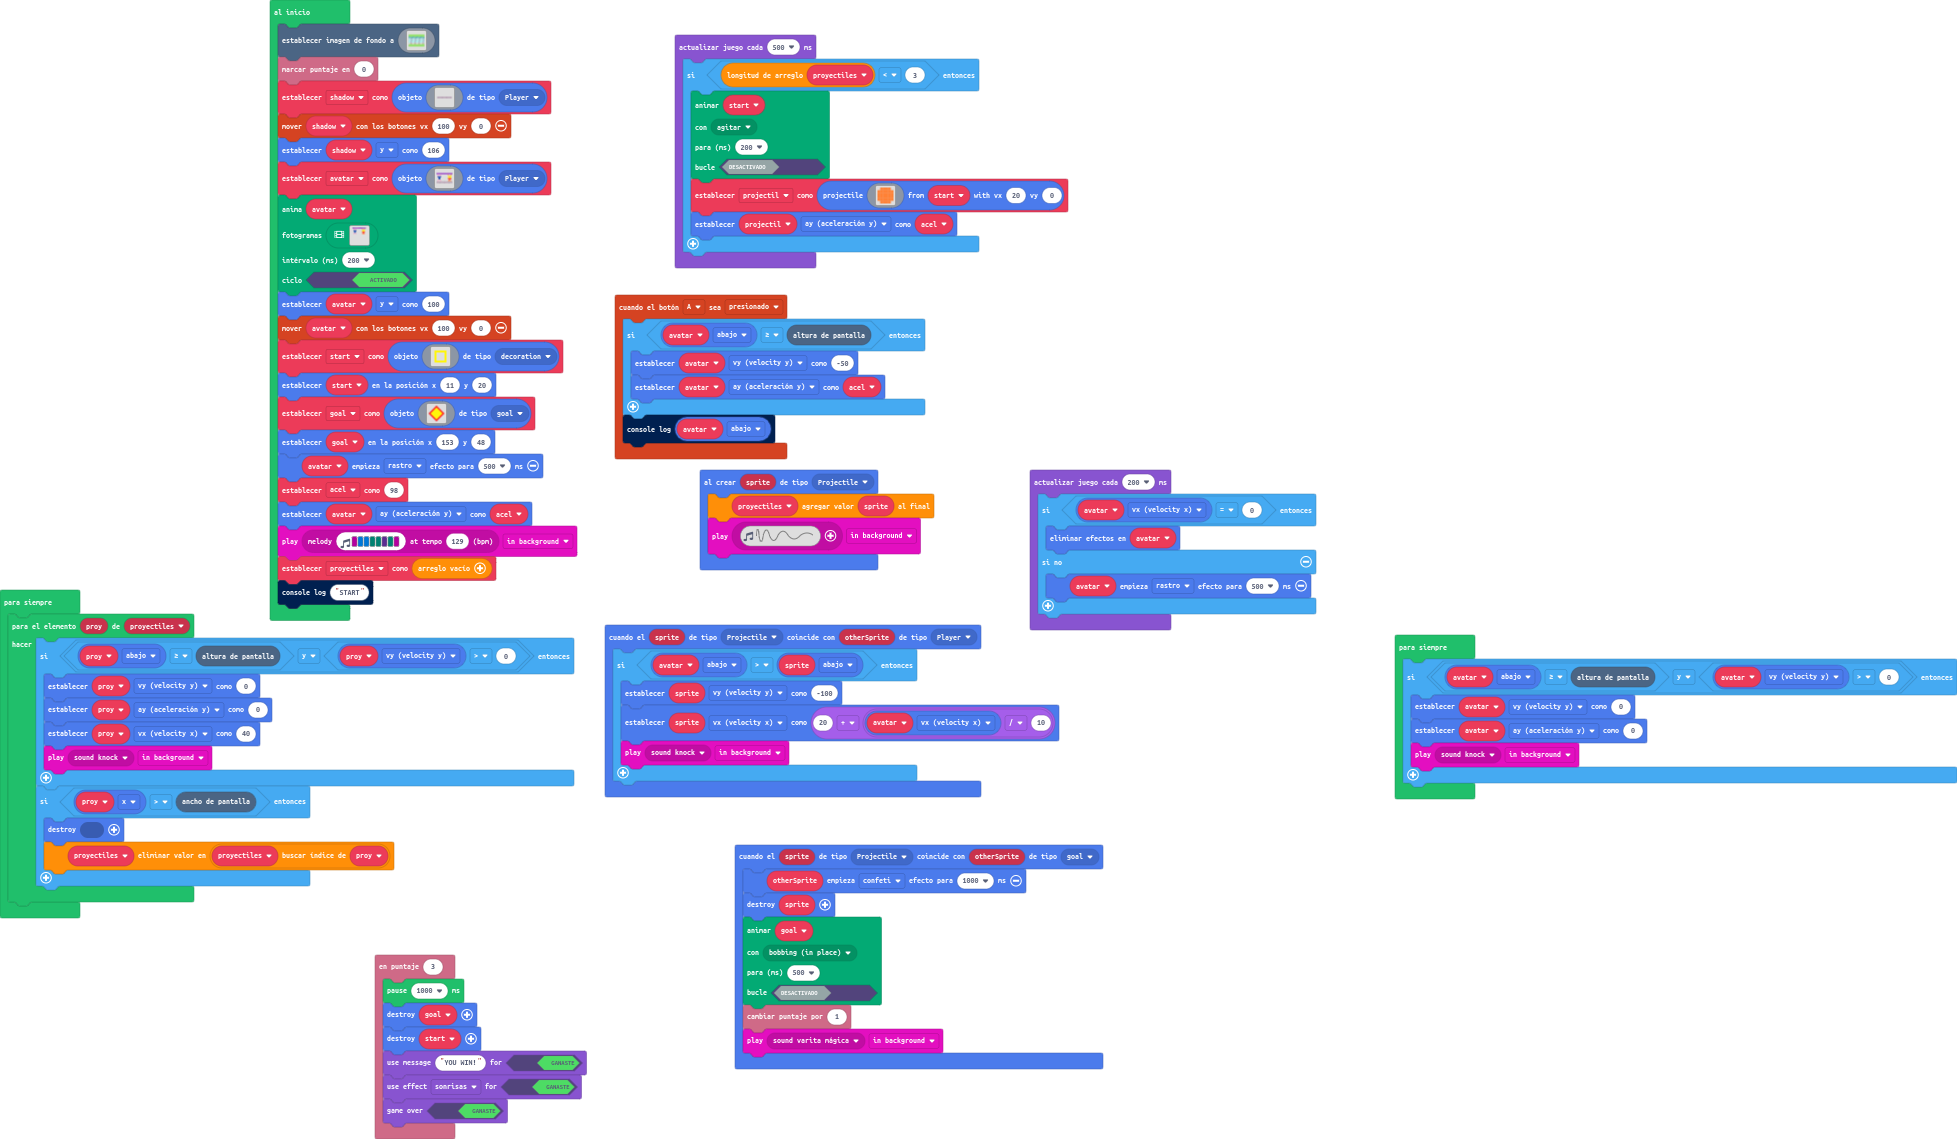 al inicio
establecer imagen de fondo a
marcar puntaje en 0
establecer shadow como objeto de tipo Player
mover shadow con los botones vx 100 vy 0
establecer shadow y como 106
establecer avatar como objeto de tipo Player
anima avatar
fotogramas
intérvalo (ms) 200
ciclo ACTIVADO
establecer avatar y como 100
mover avatar con los botones vx 100 vy 0
establecer start como objeto de tipo decoration
establecer start en la posición x 11 y 20
establecer goal como objeto de tipo goal
establecer goal en la posición x 153 y 48
avatar empieza rastro efecto para 500 ms
establecer acel como 98
establecer avatar ay (aceleración y) como acel
play melody at tempo 129 (bpm) in background
establecer proyectiles como arreglo vacío
console log "START"
actualizar juego cada 500 ms
si longitud de arreglo proyectiles < 3 entonces
animar start
con agitar
para (ms) 200
bucle DESACTIVADO
establecer projectil como projectile from start with vx 20 vy 0
establecer projectil ay (aceleración y) como acel
cuando el botón A sea presionado
si avatar abajo ≥ altura de pantalla entonces
establecer avatar vy (velocity y) como -50
establecer avatar ay (aceleración y) como acel
console log avatar abajo
al crear sprite de tipo Projectile
proyectiles agregar valor sprite al final
play in background
actualizar juego cada 200 ms
si avatar vx (velocity x) = 0 entonces
eliminar efectos en avatar
si no
avatar empieza rastro efecto para 500 ms
para siempre
para el elemento proy de proyectiles
hacer
si proy abajo ≥ altura de pantalla y proy vy (velocity y) > 0 entonces
establecer proy vy (velocity y) como 0
establecer proy ay (aceleración y) como 0
establecer proy vx (velocity x) como 40
play sound knock in background
si proy x > ancho de pantalla entonces
destroy
proyectiles eliminar valor en proyectiles buscar índice de proy
cuando el sprite de tipo Projectile coincide con otherSprite de tipo Player
si avatar abajo > sprite abajo entonces
establecer sprite vy (velocity y) como -100
establecer sprite vx (velocity x) como 20 + avatar vx (velocity x) / 10
play sound knock in background
para siempre
si avatar abajo ≥ altura de pantalla y avatar vy (velocity y) > 0 entonces
establecer avatar vy (velocity y) como 0
establecer avatar ay (aceleración y) como 0
play sound knock in background
cuando el sprite de tipo Projectile coincide con otherSprite de tipo goal
otherSprite empieza confeti efecto para 1000 ms
destroy sprite
animar goal
con bobbing (in place)
para (ms) 500
bucle DESACTIVADO
cambiar puntaje por 1
play sound varita mágica in background
en puntaje 3
pause 1000 ms
destroy goal
destroy start
use message "YOU WIN!" for GANASTE
use effect sonrisas for GANASTE
game over GANASTE